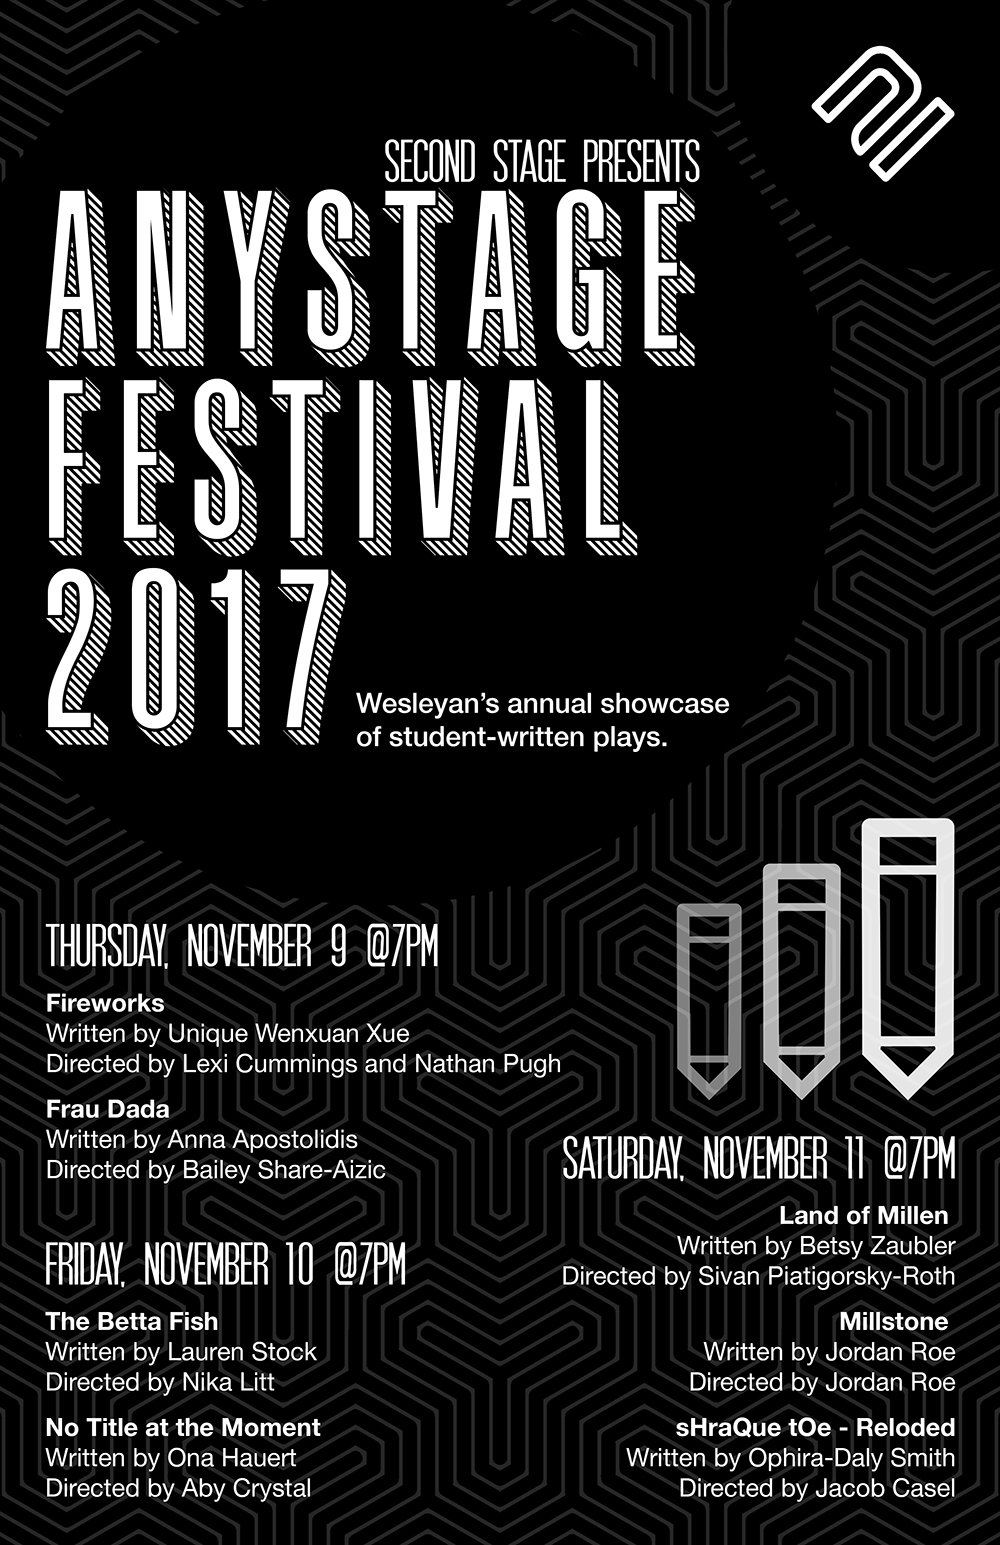 SECOND STAGE PRESENTS
ANYSTAGE
FESTIVAL
2017
Wesleyan’s annual showcase
of student-written plays.
THURSDAY, NOVEMBER 9 @7PM
Fireworks
Written by Unique Wenxuan Xue
Directed by Lexi Cummings and Nathan Pugh
Frau Dada
Written by Anna Apostolidis
Directed by Bailey Share-Aizic
FRIDAY, NOVEMBER 10 @7PM
The Betta Fish
Written by Lauren Stock
Directed by Nika Litt
No Title at the Moment
Written by Ona Hauert
Directed by Aby Crystal
SATURDAY, NOVEMBER 11 @7PM
Land of Millen
Written by Betsy Zaubler
Directed by Sivan Piatigorsky-Roth
Millstone
Written by Jordan Roe
Directed by Jordan Roe
sHraQue tOe - Reloded
Written by Ophira-Daly Smith
Directed by Jacob Casel